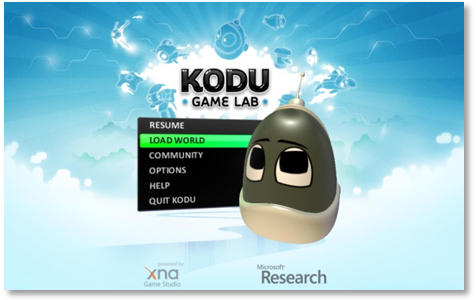 KODU
GAME LAB
RESUME
LOAD WORLD
COMMUNITY
OPTIONS
HELP
QUIT KODU
powered by
xna
Game Studio
Microsoft®
Research